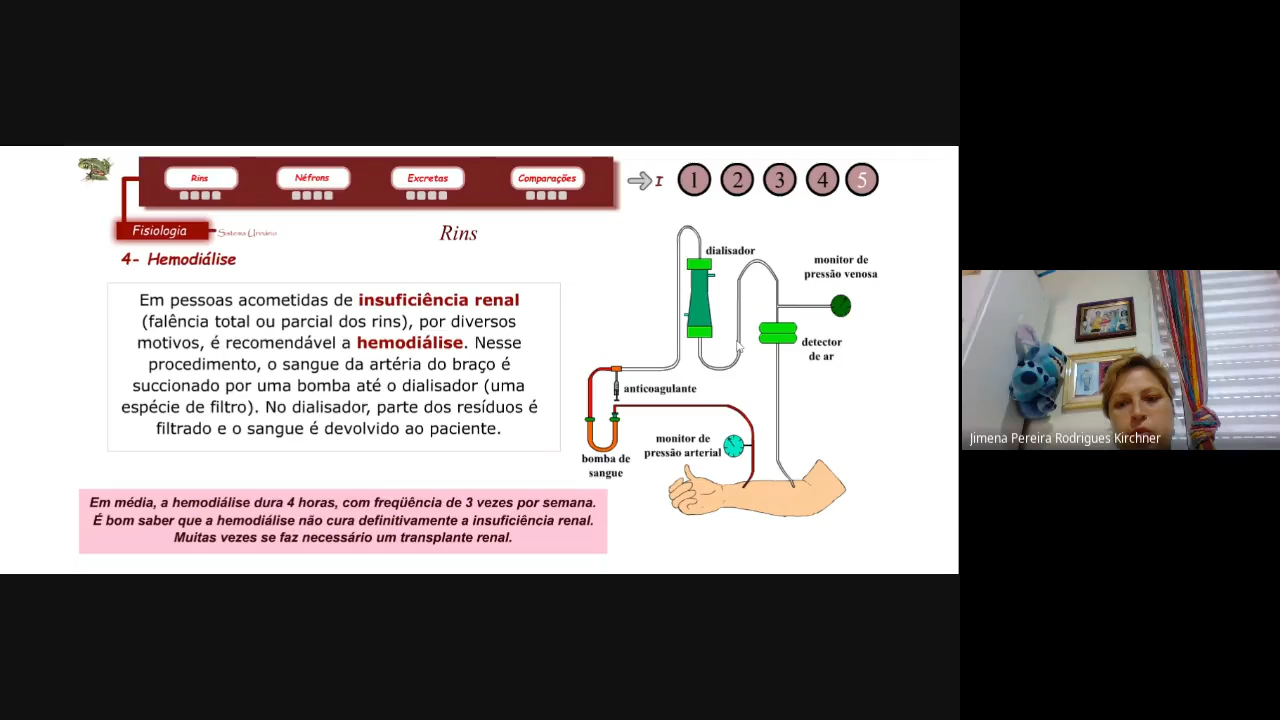 Rins
Néfrons
Excretas
Comparações
I
1
2
3
4
5
Fisiologia
Sistema Urinário
Rins
4- Hemodiálise
Em pessoas acometidas de insuficiência renal
(falência total ou parcial dos rins), por diversos
motivos, é recomendável a hemodiálise. Nesse
procedimento, o sangue da artéria do braço é
succionado por uma bomba até o dialisador (uma
espécie de filtro). No dialisador, parte dos resíduos é
filtrado e o sangue é devolvido ao paciente.
Em média, a hemodiálise dura 4 horas, com freqüência de 3 vezes por semana.
É bom saber que a hemodiálise não cura definitivamente a insuficiência renal.
Muitas vezes se faz necessário um transplante renal.
dialisador
monitor de
pressão venosa
detector
de ar
anticoagulante
monitor de
pressão arterial
bomba de
sangue
Jimena Pereira Rodrigues Kirchner